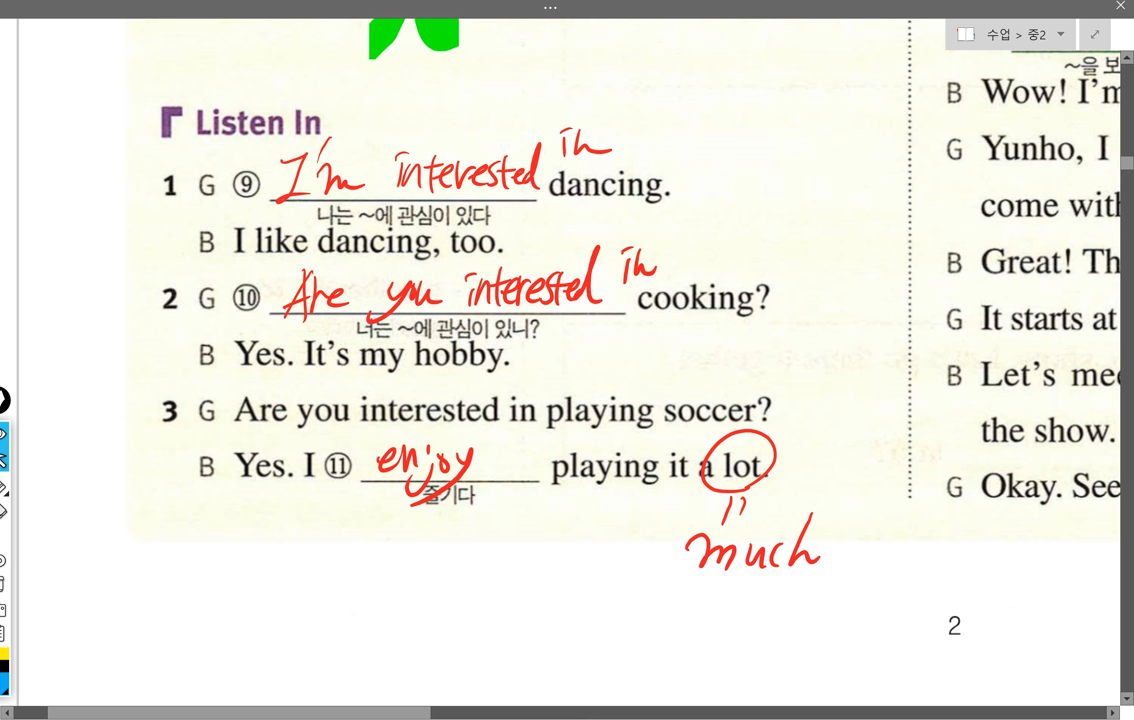 수업 > 중2
Listen In
1 G ⑨ I'm interested in dancing.
나는 ~에 관심이 있다
B I like dancing, too.
2 G ⑩ Are you interested in cooking?
너는 ~에 관심이 있니?
B Yes. It's my hobby.
3 G Are you interested in playing soccer?
B Yes. I ⑪ enjoy playing it a lot.
즐기다
"
much
~을 보
B Wow! I'm
G Yunho, I
come with
B Great! Th
G It starts at
B Let's mee
the show.
G Okay. See
2